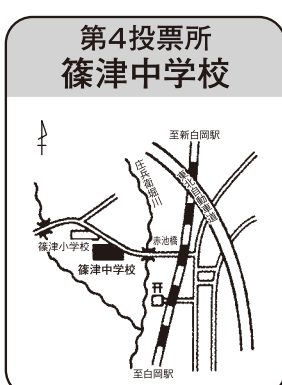 第4投票所
篠津中学校
至新白岡駅
庄兵衛堀川
東北自動車道
篠津小学校
赤池橋
篠津中学校
至白岡駅